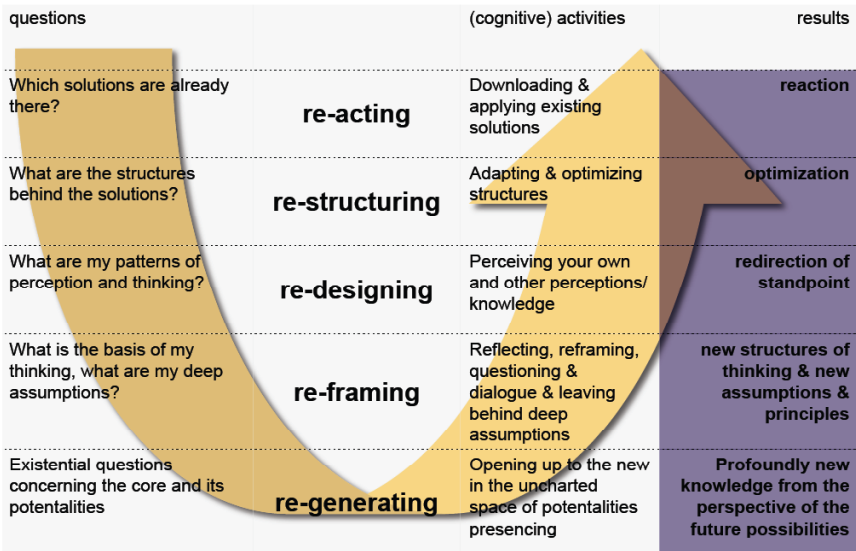 questions
(cognitive) activities
results
Which solutions are already
there?
re-acting
Downloading &
applying existing
solutions
reaction
What are the structures
behind the solutions?
re-structuring
Adapting & optimizing
structures
optimization
What are my patterns of
perception and thinking?
re-designing
Perceiving your own
and other perceptions/
knowledge
redirection of
standpoint
What is the basis of my
thinking, what are my deep
assumptions?
re-framing
Reflecting, reframing,
questioning &
dialogue & leaving
behind deep
assumptions
new structures of
thinking & new
assumptions &
principles
Existential questions
concerning the core and its
potentalities
re-generating
Opening up to the new
in the uncharted
space of potentalities
presencing
Profoundly new
knowledge from the
perspective of the
future possibilities